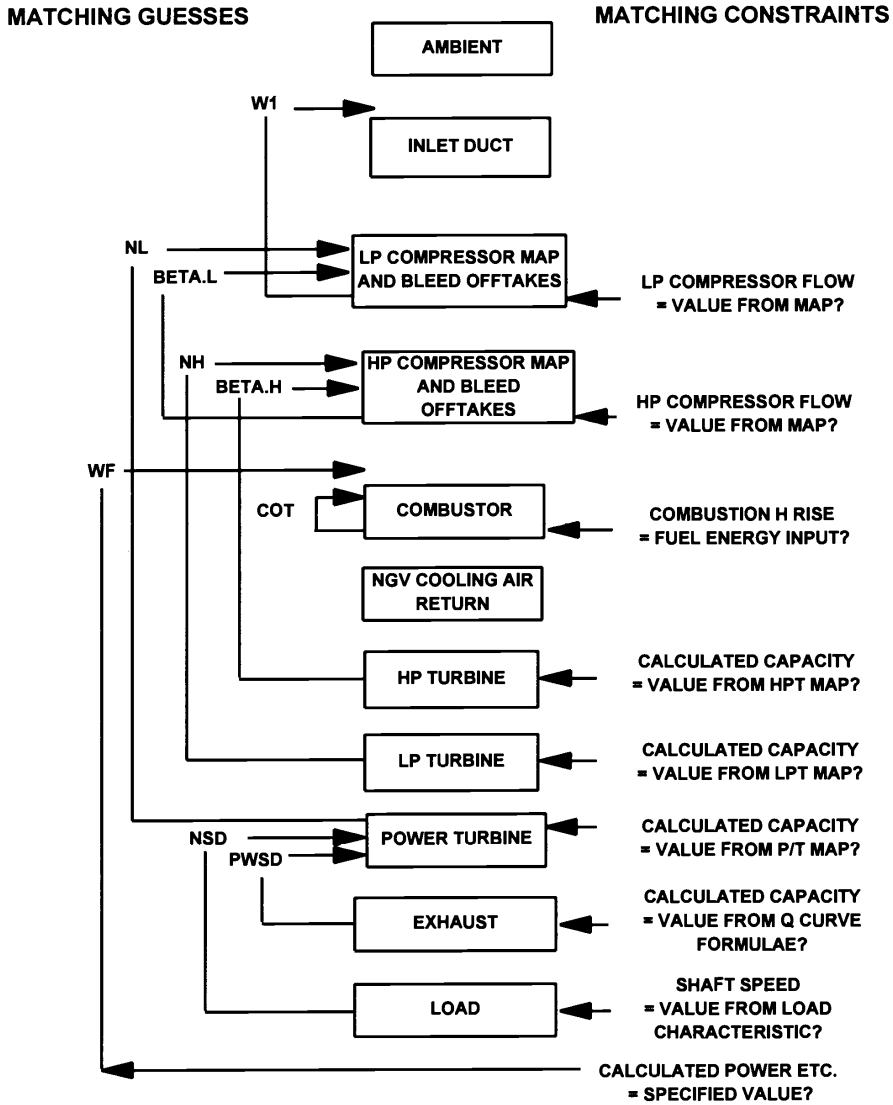 MATCHING GUESSES
MATCHING CONSTRAINTS
AMBIENT
W1
INLET DUCT
NL
BETA.L
LP COMPRESSOR MAP
AND BLEED OFFTAKES
LP COMPRESSOR FLOW
= VALUE FROM MAP?
NH
BETA.H
HP COMPRESSOR MAP
AND BLEED
OFFTAKES
HP COMPRESSOR FLOW
= VALUE FROM MAP?
WF
COT
COMBUSTOR
COMBUSTION H RISE
= FUEL ENERGY INPUT?
NGV COOLING AIR
RETURN
HP TURBINE
CALCULATED CAPACITY
= VALUE FROM HPT MAP?
LP TURBINE
CALCULATED CAPACITY
= VALUE FROM LPT MAP?
NSD
PWSD
POWER TURBINE
CALCULATED CAPACITY
= VALUE FROM P/T MAP?
EXHAUST
CALCULATED CAPACITY
= VALUE FROM Q CURVE
FORMULAE?
LOAD
SHAFT SPEED
= VALUE FROM LOAD
CHARACTERISTIC?
CALCULATED POWER ETC.
= SPECIFIED VALUE?